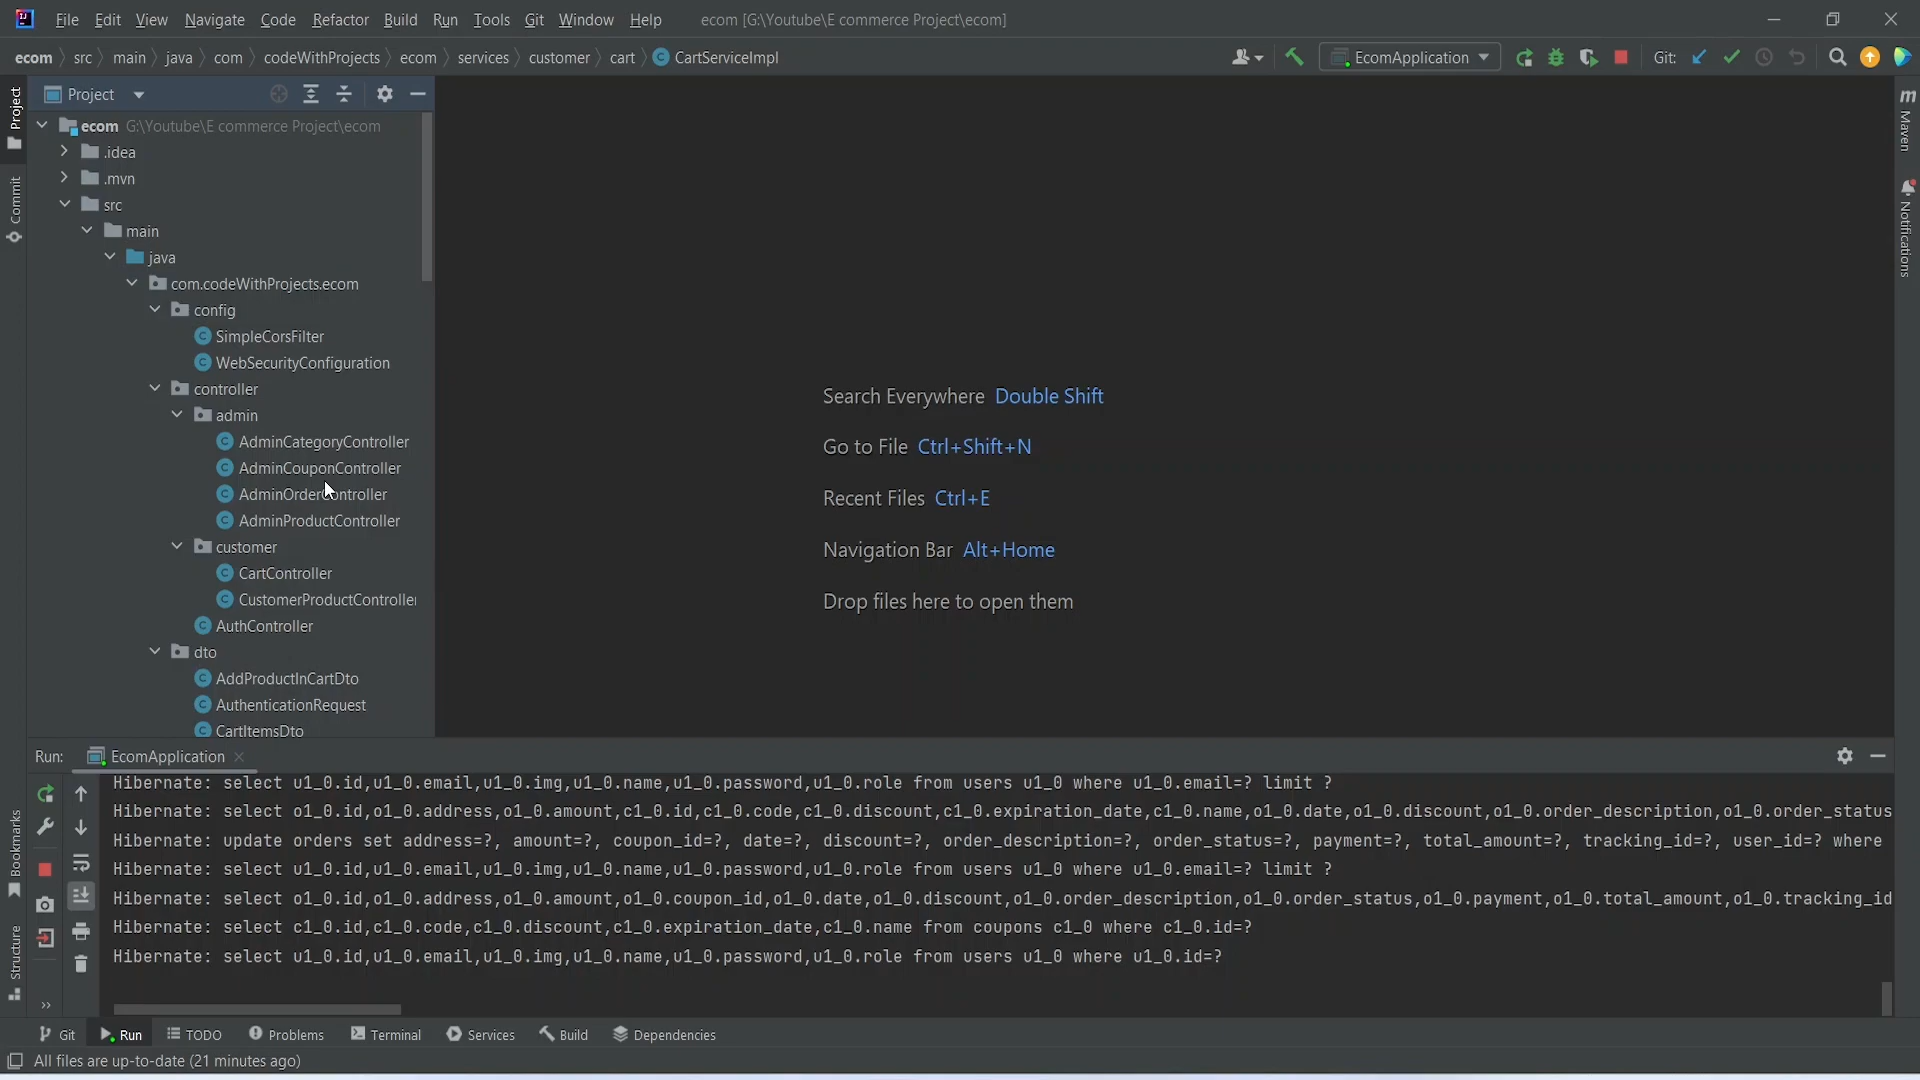 File Edit View Navigate Code Refactor Build Run Tools Git Window Help ecom [G:\Youtube\E commerce Project\ecom]
ecom src main java com codeWithProjects ecom services customer cart CartServiceImpl EcomApplication Git:
Project
ecom G:\Youtube\E commerce Project\ecom
.idea
.mvn
src
main
java
com.codeWithProjects.ecom
config
SimpleCorsFilter
WebSecurityConfiguration
controller
admin
AdminCategoryController
AdminCouponController
AdminOrderController
AdminProductController
customer
CartController
CustomerProductController
AuthController
dto
AddProductInCartDto
AuthenticationRequest
CartItemsDto
Project
Commit
Bookmarks
Structure
Maven
Notifications
Search Everywhere Double Shift
Go to File Ctrl+Shift+N
Recent Files Ctrl+E
Navigation Bar Alt+Home
Drop files here to open them
Run: EcomApplication
Hibernate: select u1_0.id,u1_0.email,u1_0.img,u1_0.name,u1_0.password,u1_0.role from users u1_0 where u1_0.email=? limit ?
Hibernate: select o1_0.id,o1_0.address,o1_0.amount,c1_0.id,c1_0.code,c1_0.discount,c1_0.expiration_date,c1_0.name,o1_0.date,o1_0.discount,o1_0.order_description,o1_0.order_status
Hibernate: update orders set address=?, amount=?, coupon_id=?, date=?, discount=?, order_description=?, order_status=?, payment=?, total_amount=?, tracking_id=?, user_id=? where
Hibernate: select u1_0.id,u1_0.email,u1_0.img,u1_0.name,u1_0.password,u1_0.role from users u1_0 where u1_0.email=? limit ?
Hibernate: select o1_0.id,o1_0.address,o1_0.amount,o1_0.coupon_id,o1_0.date,o1_0.discount,o1_0.order_description,o1_0.order_status,o1_0.payment,o1_0.total_amount,o1_0.tracking_id
Hibernate: select c1_0.id,c1_0.code,c1_0.discount,c1_0.expiration_date,c1_0.name from coupons c1_0 where c1_0.id=?
Hibernate: select u1_0.id,u1_0.email,u1_0.img,u1_0.name,u1_0.password,u1_0.role from users u1_0 where u1_0.id=?
Git Run TODO Problems Terminal Services Build Dependencies
All files are up-to-date (21 minutes ago)